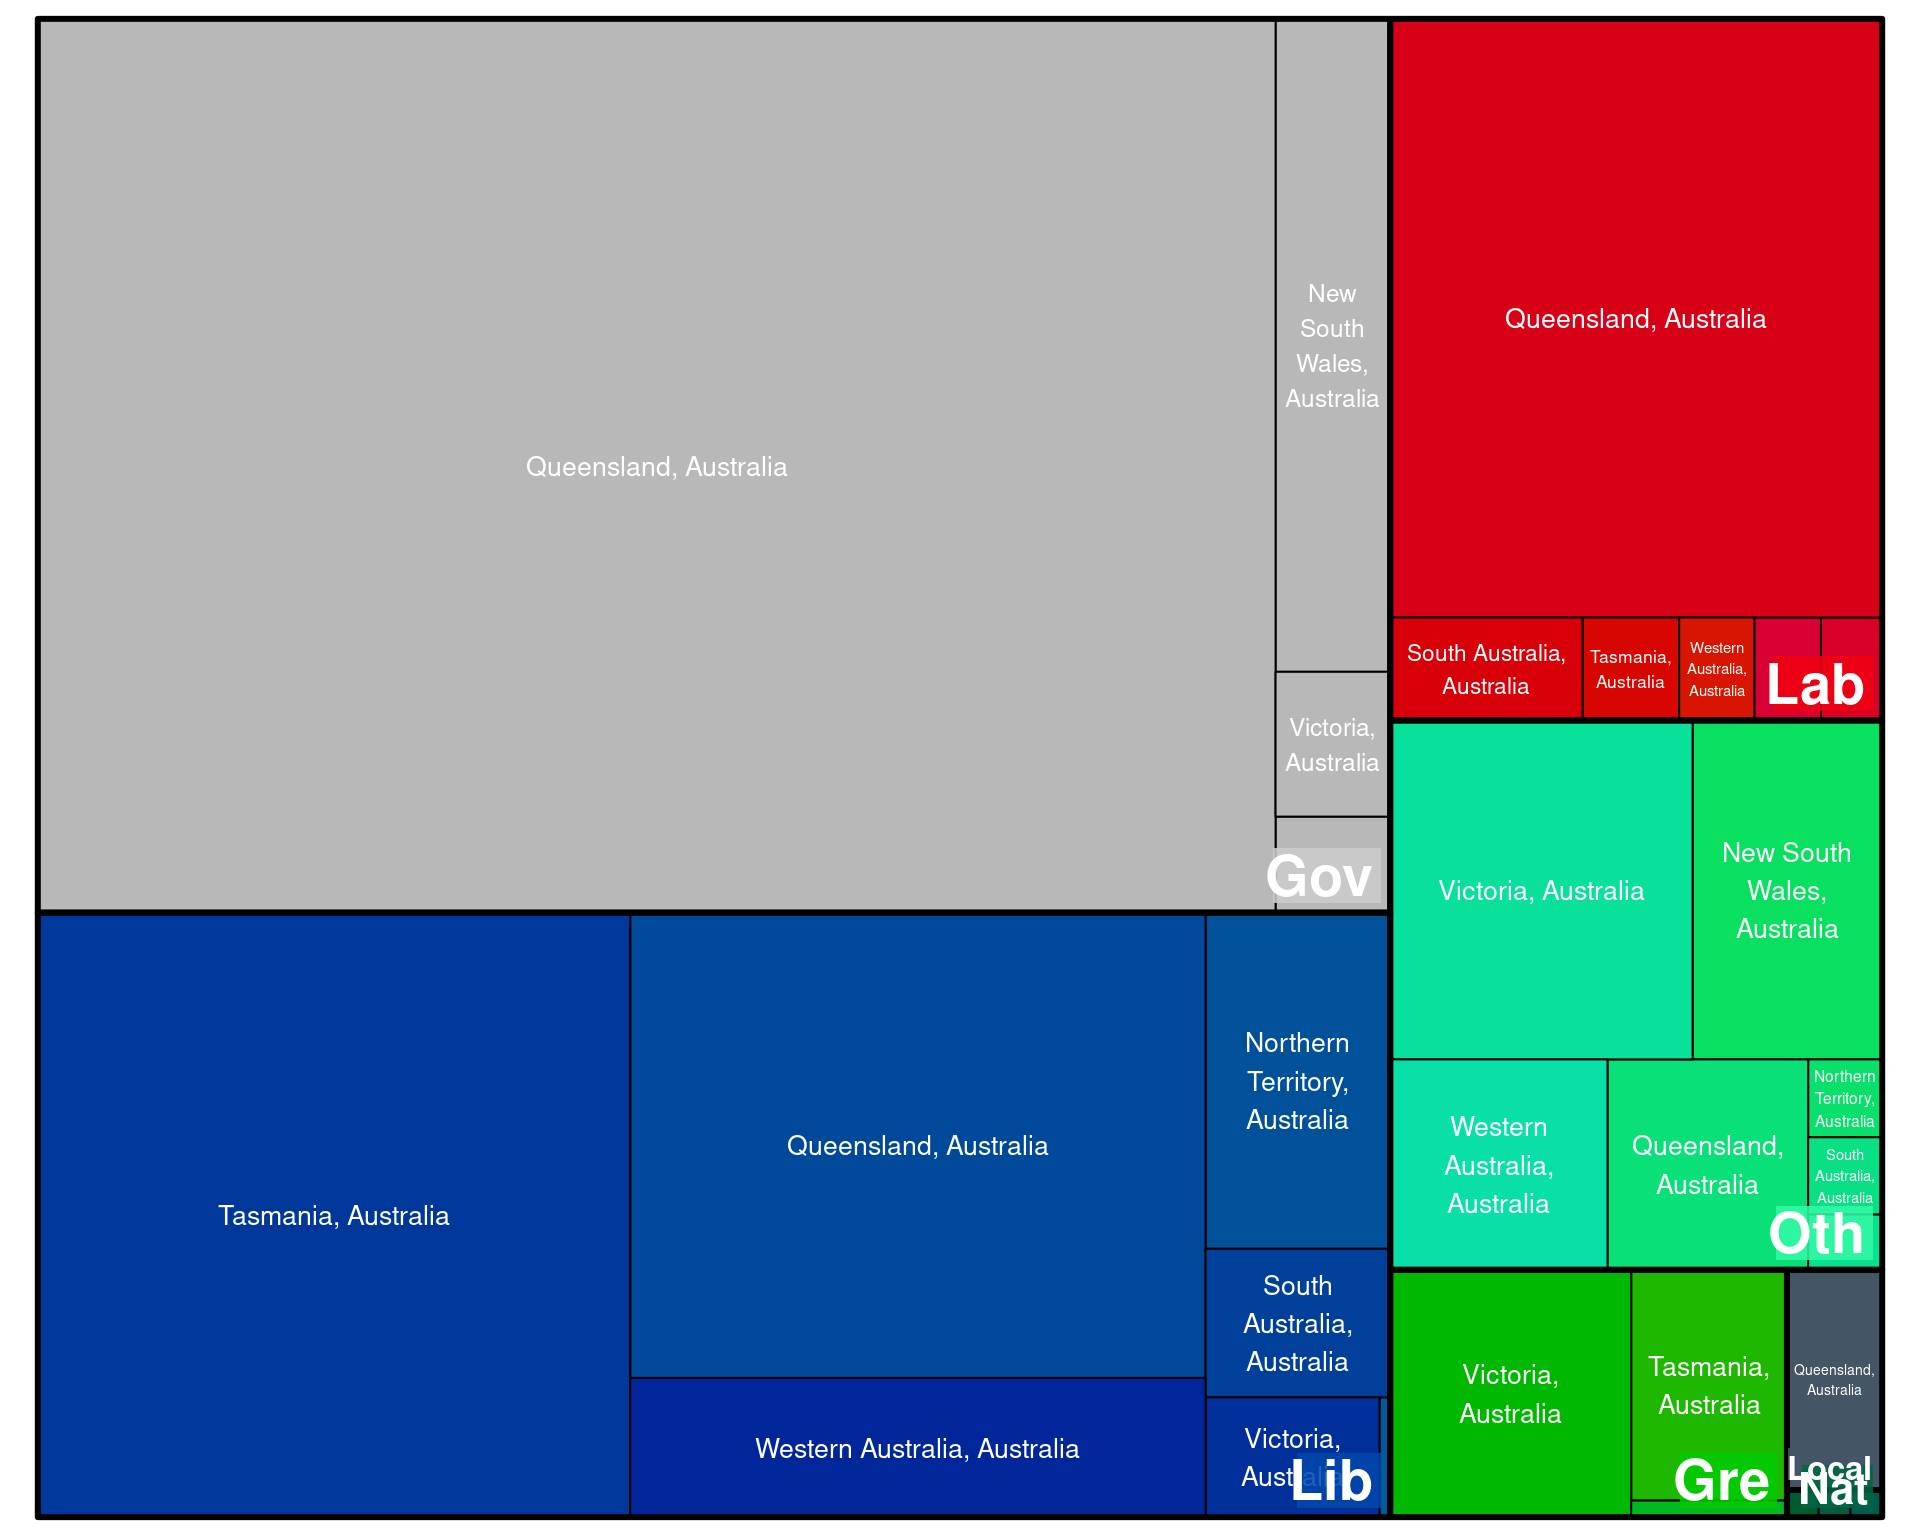 Queensland, Australia
New
South
Wales,
Australia
Victoria,
Australia
Gov
Queensland, Australia
South Australia,
Australia
Tasmania,
Australia
Western
Australia,
Australia
Lab
Tasmania, Australia
Queensland, Australia
Western Australia, Australia
Northern
Territory,
Australia
South
Australia,
Australia
Victoria,
Australia
Lib
Victoria, Australia
New South
Wales,
Australia
Western
Australia,
Australia
Queensland,
Australia
Northern
Territory,
Australia
South
Australia,
Australia
Oth
Victoria,
Australia
Tasmania,
Australia
Gre
Queensland,
Australia
Local
Nat